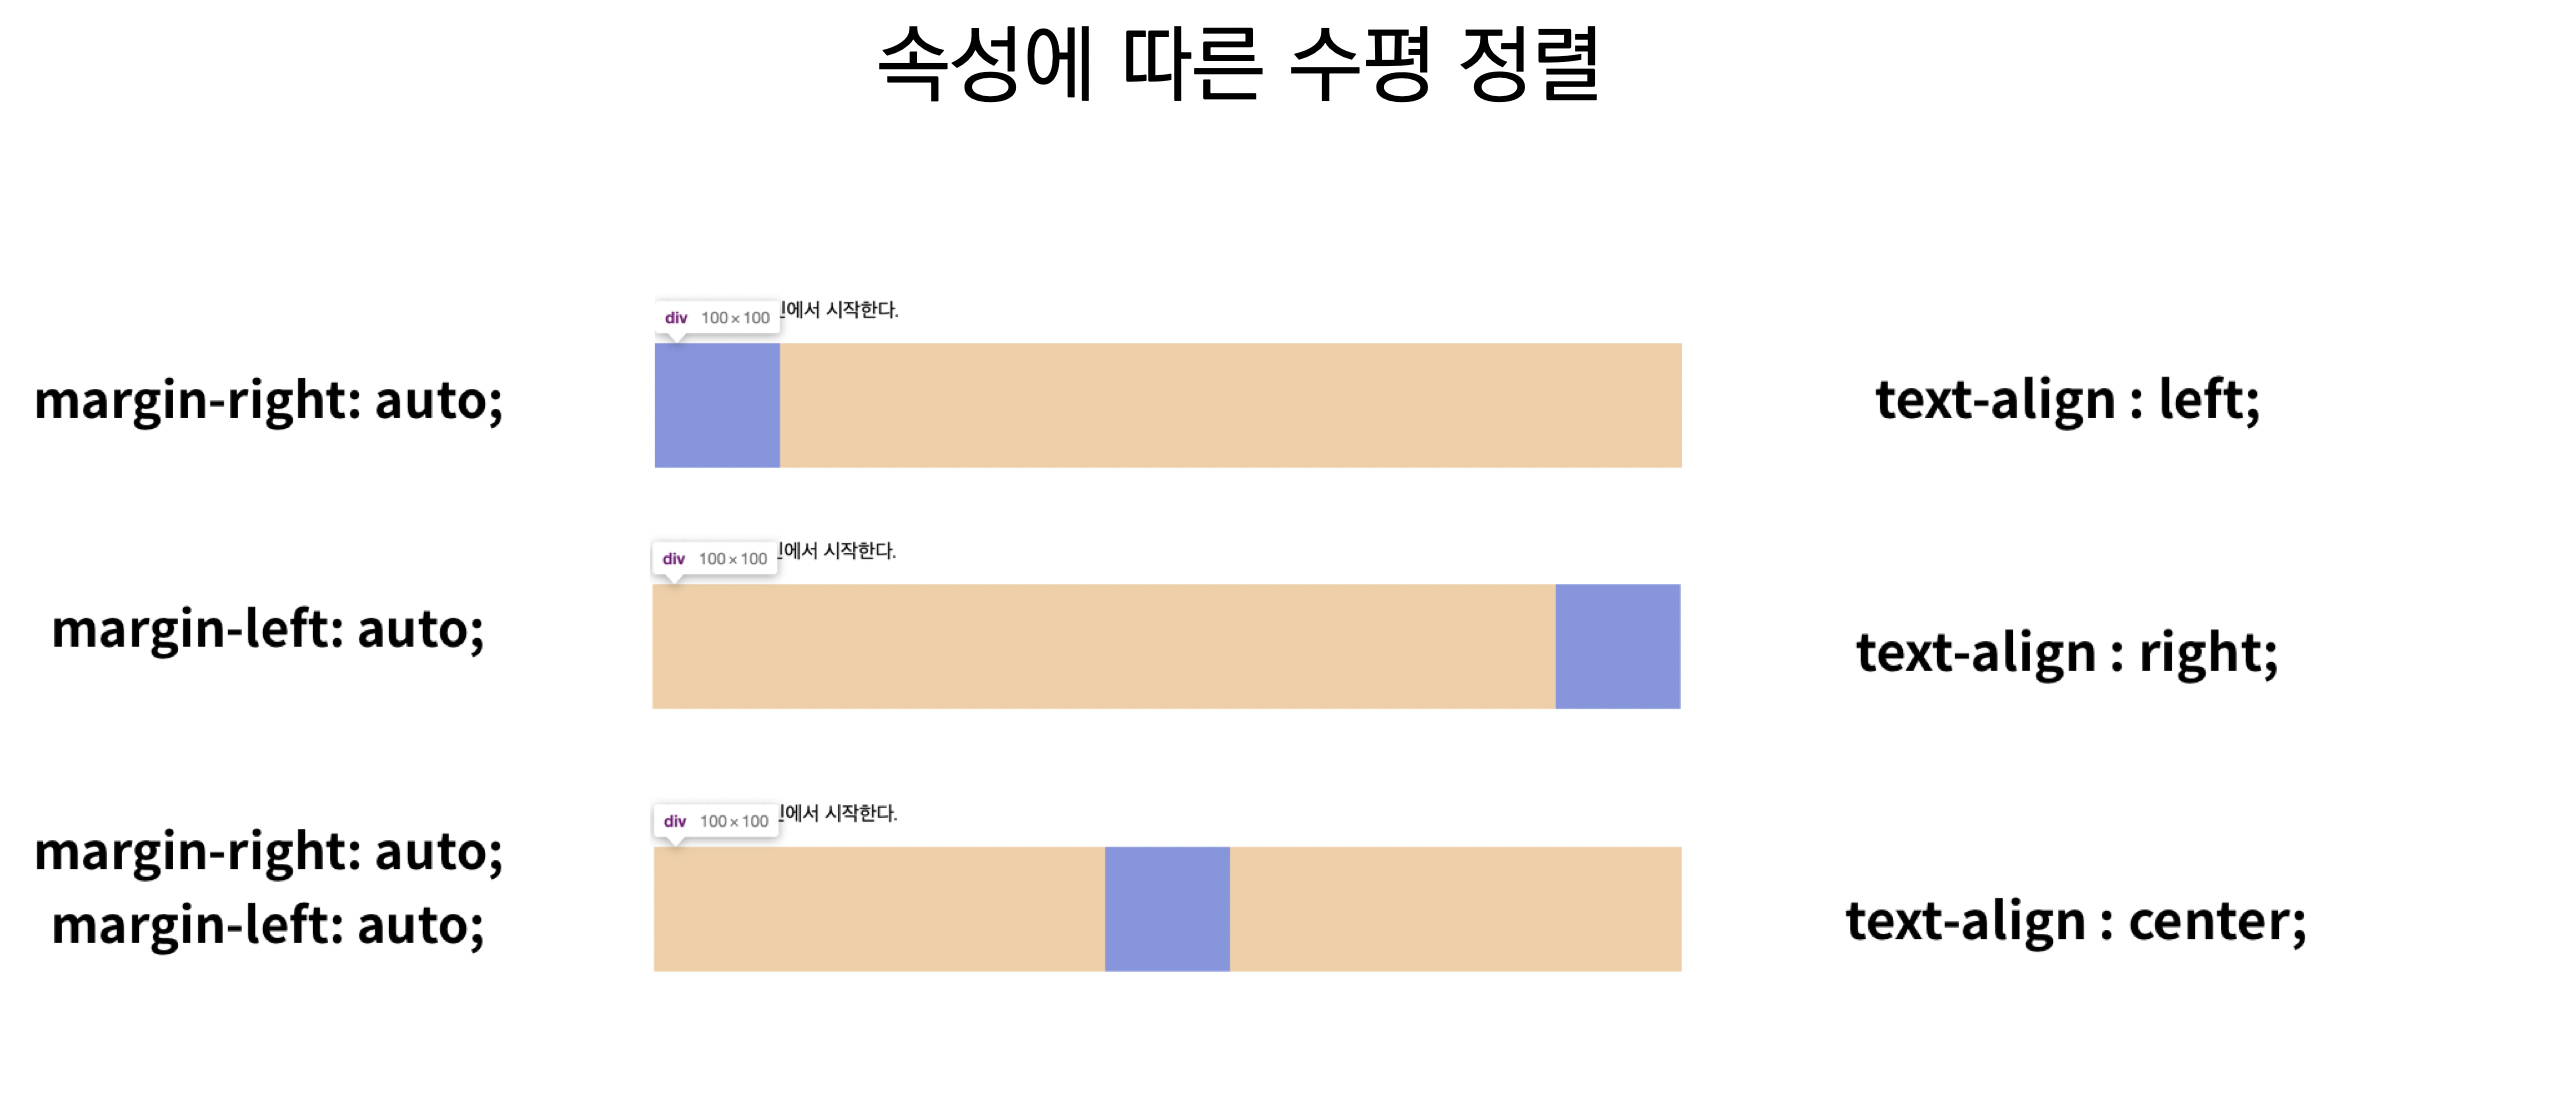 속성에 따른 수평 정렬
에서 시작한다.
div 100×100
margin-right: auto;
text-align : left;
에서 시작한다.
div 100×100
margin-left: auto;
text-align : right;
에서 시작한다.
div 100×100
margin-right: auto;
margin-left: auto;
text-align : center;